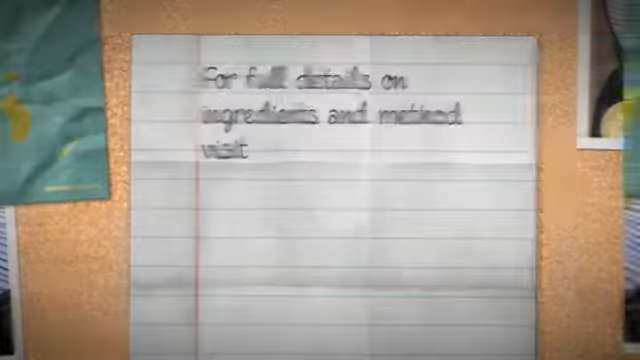 For full details on
ingredients and method
visit